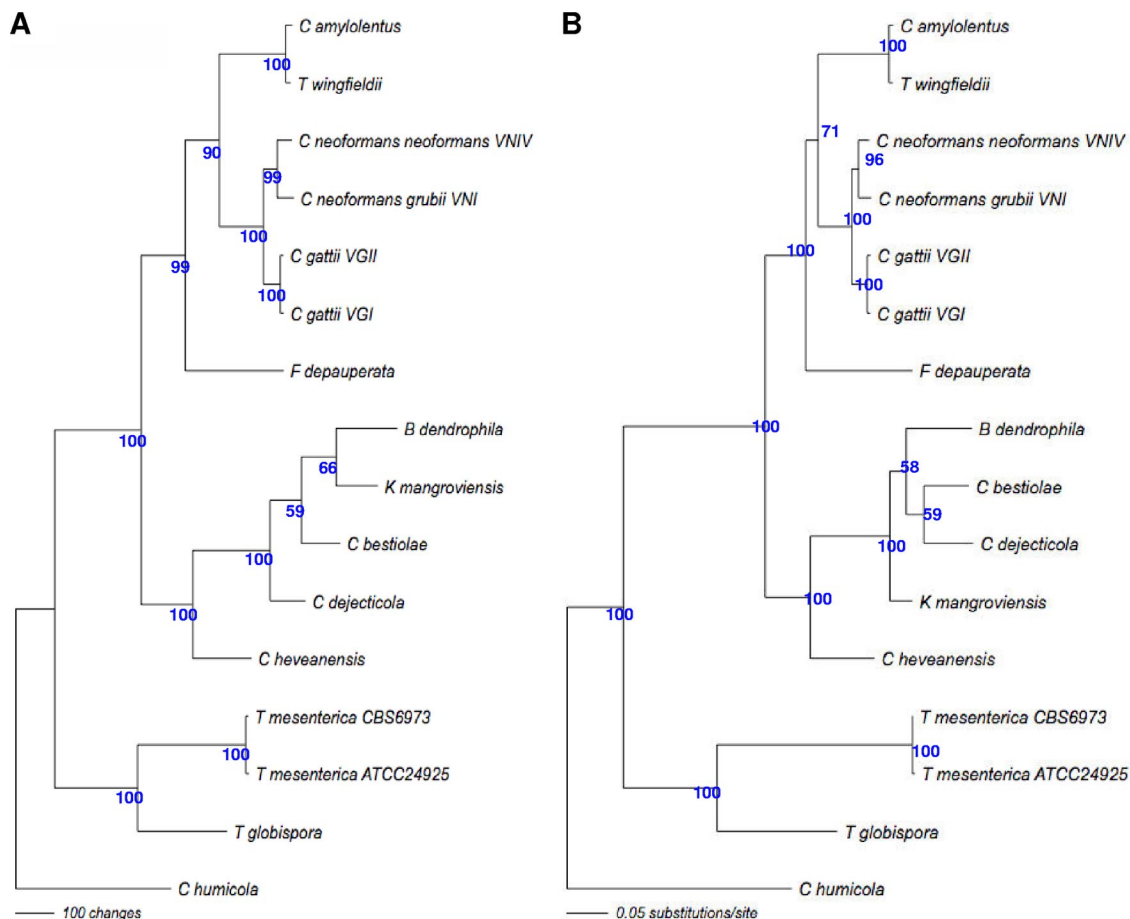 A
C amylolentus
100
T wingfieldii
C neoformans neoformans VNIV
90
99
C neoformans grubii VNI
100
C gattii VGII
99
100
C gattii VGI
F depauperata
B dendrophila
100
66
K mangroviensis
59
C bestiolae
100
C dejecticola
100
C heveanensis
T mesenterica CBS6973
100
T mesenterica ATCC24925
100
T globispora
C humicola
100 changes
B
C amylolentus
100
T wingfieldii
71
C neoformans neoformans VNIV
96
C neoformans grubii VNI
100
100
C gattii VGII
100
C gattii VGI
F depauperata
100
B dendrophila
58
C bestiolae
59
C dejecticola
100
100
K mangroviensis
100
C heveanensis
T mesenterica CBS6973
100
T mesenterica ATCC24925
100
T globispora
C humicola
0.05 substitutions/site